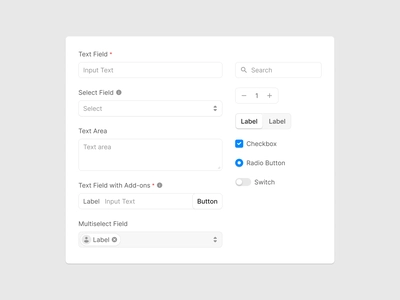 Text Field *
Input Text
Select Field
Select
Text Area
Text area
Text Field with Add-ons *
Label Input Text Button
Multiselect Field
Label
Search
1
Label Label
Checkbox
Radio Button
Switch